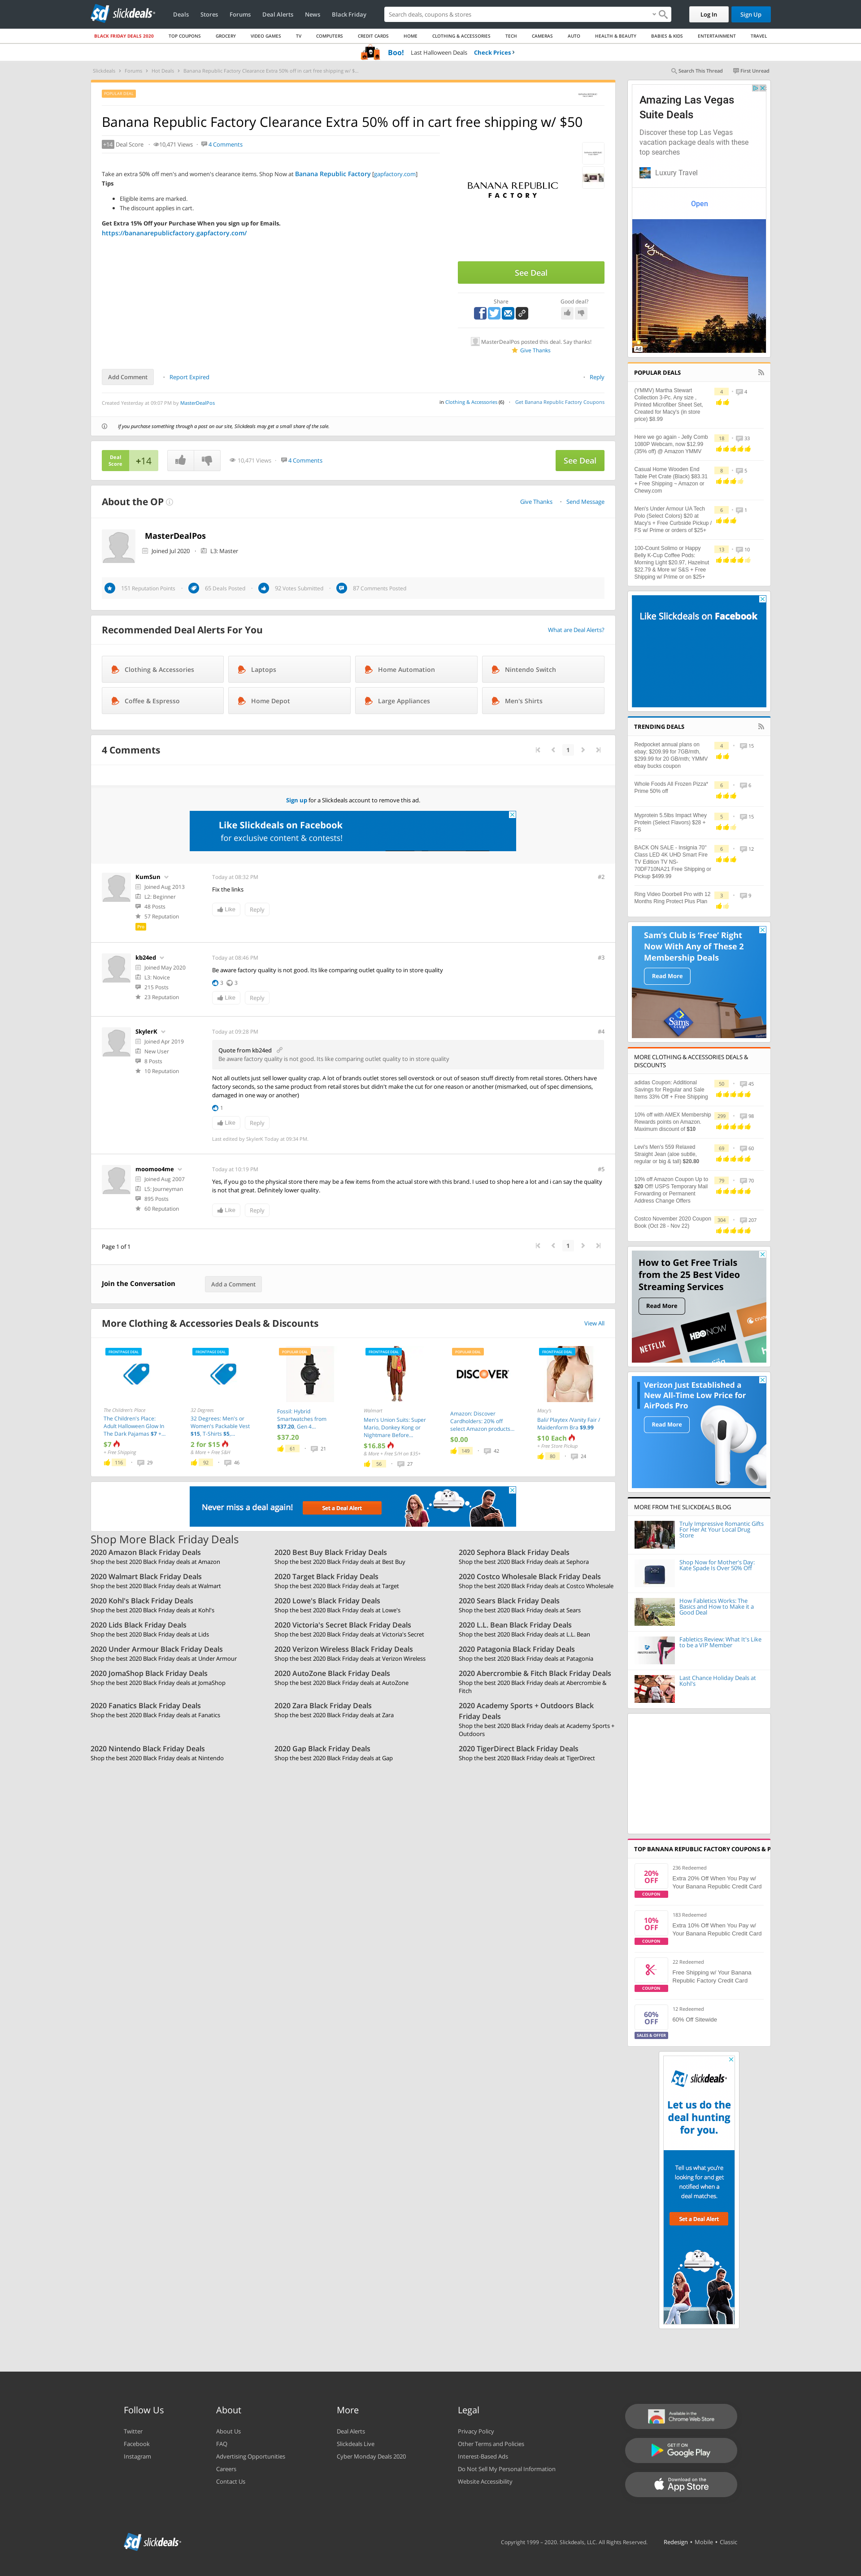 sd slickdeals
Deals Stores Forums Deal Alerts News Black Friday
Search deals, coupons & stores
Log In Sign Up
BLACK FRIDAY DEALS 2020 TOP COUPONS GROCERY VIDEO GAMES TV COMPUTERS CREDIT CARDS HOME CLOTHING & ACCESSORIES TECH CAMERAS AUTO HEALTH & BEAUTY BABIES & KIDS ENTERTAINMENT TRAVEL
Boo! Last Halloween Deals Check Prices ›
Slickdeals › Forums › Hot Deals › Banana Republic Factory Clearance Extra 50% off in cart free shipping w/ $...
Search This Thread First Unread
POPULAR DEAL
Banana Republic Factory Clearance Extra 50% off in cart free shipping w/ $50
+14 Deal Score 10,471 Views 4 Comments
Take an extra 50% off men's and women's clearance items. Shop Now at Banana Republic Factory [gapfactory.com]
Tips
Eligible items are marked.
The discount applies in cart.
Get Extra 15% Off your Purchase When you sign up for Emails.
https://bananarepublicfactory.gapfactory.com/
BANANA REPUBLIC
FACTORY
See Deal
Share Good deal?
MasterDealPos posted this deal. Say thanks!
Give Thanks
Add Comment Report Expired Reply
Created Yesterday at 09:07 PM by MasterDealPos
in Clothing & Accessories (6) Get Banana Republic Factory Coupons
If you purchase something through a post on our site, Slickdeals may get a small share of the sale.
Deal Score +14 10,471 Views 4 Comments See Deal
About the OP
Give Thanks Send Message
MasterDealPos
Joined Jul 2020 L3: Master
151 Reputation Points 65 Deals Posted 92 Votes Submitted 87 Comments Posted
Recommended Deal Alerts For You
What are Deal Alerts?
Clothing & Accessories Laptops Home Automation Nintendo Switch
Coffee & Espresso Home Depot Large Appliances Men's Shirts
4 Comments
1
Sign up for a Slickdeals account to remove this ad.
Like Slickdeals on Facebook
for exclusive content & contests!
KumSun
Joined Aug 2013
L2: Beginner
48 Posts
57 Reputation
Pro
Today at 08:32 PM #2
Fix the links
Like Reply
kb24ed
Joined May 2020
L3: Novice
215 Posts
23 Reputation
Today at 08:46 PM #3
Be aware factory quality is not good. Its like comparing outlet quality to in store quality
3 3
Like Reply
SkylerK
Joined Apr 2019
New User
8 Posts
10 Reputation
Today at 09:28 PM #4
Quote from kb24ed
Be aware factory quality is not good. Its like comparing outlet quality to in store quality
Not all outlets just sell lower quality crap. A lot of brands outlet stores sell overstock or out of season stuff directly from retail stores. Others have
factory seconds, so the same product from retail stores but didn't make the cut for one reason or another (mismarked, out of spec dimensions,
damaged in one way or another)
1
Like Reply
Last edited by SkylerK Today at 09:34 PM.
moomoo4me
Joined Aug 2007
L5: Journeyman
895 Posts
60 Reputation
Today at 10:19 PM #5
Yes, if you go to the physical store there may be a few items from the actual store with this brand. I used to shop here a lot and i can say the quality
is not that great. Definitely lower quality.
Like Reply
Page 1 of 1
1
Join the Conversation Add a Comment
More Clothing & Accessories Deals & Discounts
View All
FRONTPAGE DEAL
The Children's Place
The Children's Place:
Adult Halloween Glow In
The Dark Pajamas $7 +...
$7
+ Free Shipping
116 29
FRONTPAGE DEAL
32 Degrees
32 Degrees: Men's or
Women's Packable Vest
$15, T-Shirts $5,...
2 for $15
& More + Free S&H
92 46
POPULAR DEAL
Fossil: Hybrid
Smartwatches from
$37.20, Gen 4...
$37.20
61 21
FRONTPAGE DEAL
Walmart
Men's Union Suits: Super
Mario, Donkey Kong or
Nightmare Before...
$16.85
& More + Free S/H on $35+
56 27
POPULAR DEAL
DISCOVER
Amazon: Discover
Cardholders: 20% off
select Amazon products...
$0.00
149 42
FRONTPAGE DEAL
Macy's
Bali/ Playtex /Vanity Fair /
Maidenform Bra $9.99
$10 Each
+ Free Store Pickup
80 24
Never miss a deal again! Set a Deal Alert
Shop More Black Friday Deals
2020 Amazon Black Friday Deals 2020 Best Buy Black Friday Deals 2020 Sephora Black Friday Deals
Shop the best 2020 Black Friday deals at Amazon Shop the best 2020 Black Friday deals at Best Buy Shop the best 2020 Black Friday deals at Sephora
2020 Walmart Black Friday Deals 2020 Target Black Friday Deals 2020 Costco Wholesale Black Friday Deals
Shop the best 2020 Black Friday deals at Walmart Shop the best 2020 Black Friday deals at Target Shop the best 2020 Black Friday deals at Costco Wholesale
2020 Kohl's Black Friday Deals 2020 Lowe's Black Friday Deals 2020 Sears Black Friday Deals
Shop the best 2020 Black Friday deals at Kohl's Shop the best 2020 Black Friday deals at Lowe's Shop the best 2020 Black Friday deals at Sears
2020 Lids Black Friday Deals 2020 Victoria's Secret Black Friday Deals 2020 L.L. Bean Black Friday Deals
Shop the best 2020 Black Friday deals at Lids Shop the best 2020 Black Friday deals at Victoria's Secret Shop the best 2020 Black Friday deals at L.L. Bean
2020 Under Armour Black Friday Deals 2020 Verizon Wireless Black Friday Deals 2020 Patagonia Black Friday Deals
Shop the best 2020 Black Friday deals at Under Armour Shop the best 2020 Black Friday deals at Verizon Wireless Shop the best 2020 Black Friday deals at Patagonia
2020 JomaShop Black Friday Deals 2020 AutoZone Black Friday Deals 2020 Abercrombie & Fitch Black Friday Deals
Shop the best 2020 Black Friday deals at JomaShop Shop the best 2020 Black Friday deals at AutoZone Shop the best 2020 Black Friday deals at Abercrombie &
Fitch
2020 Fanatics Black Friday Deals 2020 Zara Black Friday Deals 2020 Academy Sports + Outdoors Black
Friday Deals
Shop the best 2020 Black Friday deals at Fanatics Shop the best 2020 Black Friday deals at Zara Shop the best 2020 Black Friday deals at Academy Sports +
Outdoors
2020 Nintendo Black Friday Deals 2020 Gap Black Friday Deals 2020 TigerDirect Black Friday Deals
Shop the best 2020 Black Friday deals at Nintendo Shop the best 2020 Black Friday deals at Gap Shop the best 2020 Black Friday deals at TigerDirect
Amazing Las Vegas
Suite Deals
Discover these top Las Vegas
vacation package deals with these
top searches
Luxury Travel
Open
Wynn
Ad
POPULAR DEALS
(YMMV) Martha Stewart
Collection 3-Pc. Any size ,
Printed Microfiber Sheet Set,
Created for Macy's (in store
price) $8.99
4 4
Here we go again - Jelly Comb
1080P Webcam, now $12.99
(35% off) @ Amazon YMMV
16 33
Casual Home Wooden End
Table Pet Crate (Black) $83.31
+ Free Shipping ~ Amazon or
Chewy.com
8 5
Men's Under Armour UA Tech
Polo (Select Colors) $20 at
Macy's + Free Curbside Pickup /
FS w/ Prime or orders of $25+
6 1
100-Count Solimo or Happy
Belly K-Cup Coffee Pods:
Morning Light $20.97, Hazelnut
$22.79 & More w/ S&S + Free
Shipping w/ Prime or on $25+
13 10
Like Slickdeals on Facebook
TRENDING DEALS
Redpocket annual plans on
ebay. $209.99 for 7GB/mth,
$299.99 for 20 GB/mth; YMMV
ebay bucks coupon
4 15
Whole Foods All Frozen Pizza*
Prime 50% off
6 6
Myprotein 5.5lbs Impact Whey
Protein (Select Flavors) $28 +
FS
5 15
BACK ON SALE - Insignia 70"
Class LED 4K UHD Smart Fire
TV Edition TV NS-
70DF710NA21 Free Shipping or
Pickup $499.99
6 12
Ring Video Doorbell Pro with 12
Months Ring Protect Plus Plan
3 9
Sam's Club is 'Free' Right
Now With Any of These 2
Membership Deals
Read More
Sams
MORE CLOTHING & ACCESSORIES DEALS &
DISCOUNTS
adidas Coupon: Additional
Savings for Regular and Sale
Items 33% Off + Free Shipping
50 45
10% off with AMEX Membership
Rewards points on Amazon.
Maximum discount of $10
299 98
Levi's Men's 559 Relaxed
Straight Jean (aloe subtle,
regular or big & tall) $20.80
69 60
10% off Amazon Coupon Up to
$20 Off! USPS Temporary Mail
Forwarding or Permanent
Address Change Offers
79 70
Costco November 2020 Coupon
Book (Oct 28 - Nov 22)
304 207
How to Get Free Trials
from the 25 Best Video
Streaming Services
Read More
NETFLIX HBO NOW
Verizon Just Established a
New All-Time Low Price for
AirPods Pro
Read More
MORE FROM THE SLICKDEALS BLOG
Truly Impressive Romantic Gifts
For Her At Your Local Drug
Store
Shop Now for Mother's Day:
Kate Spade Is Over 50% Off
How Fabletics Works: The
Basics and How to Make it a
Good Deal
Fabletics Review: What It's Like
to be a VIP Member
Last Chance Holiday Deals at
Kohl's
TOP BANANA REPUBLIC FACTORY COUPONS & P
20% OFF COUPON
236 Redeemed
Extra 20% Off When You Pay w/
Your Banana Republic Credit Card
10% OFF COUPON
183 Redeemed
Extra 10% Off When You Pay w/
Your Banana Republic Credit Card
COUPON
22 Redeemed
Free Shipping w/ Your Banana
Republic Factory Credit Card
60% OFF SALES & OFFER
12 Redeemed
60% Off Sitewide
sd slickdeals
Let us do the
deal hunting
for you.
Tell us what you're
looking for and get
notified when a
deal matches.
Set a Deal Alert
Follow Us About More Legal
Twitter About Us Deal Alerts Privacy Policy
Facebook FAQ Slickdeals Live Other Terms and Policies
Instagram Advertising Opportunities Cyber Monday Deals 2020 Interest-Based Ads
Careers Do Not Sell My Personal Information
Contact Us Website Accessibility
Available in the
Chrome Web Store
GET IT ON
Google Play
Download on the
App Store
sd slickdeals
Copyright 1999 – 2020. Slickdeals, LLC. All Rights Reserved. Redesign • Mobile • Classic